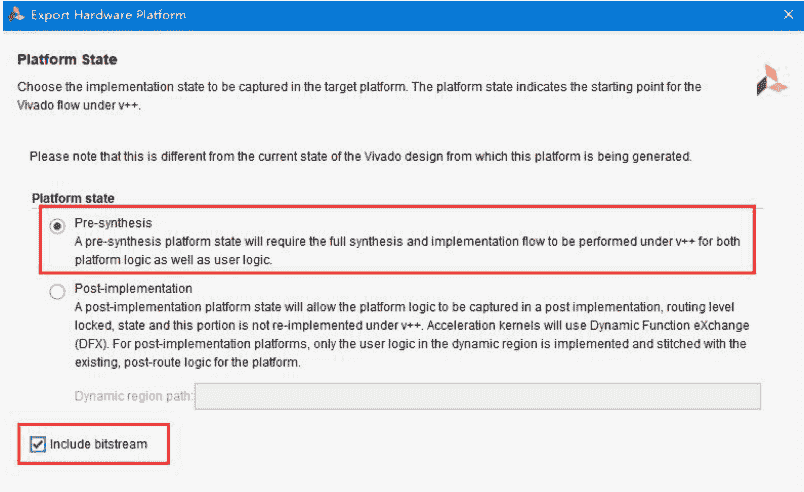 Export Hardware Platform
Platform State
Choose the implementation state to be captured in the target platform. The platform state indicates the starting point for the
Vivado flow under v++.
Please note that this is different from the current state of the Vivado design from which this platform is being generated.
Platform state
Pre-synthesis
A pre-synthesis platform state will require the full synthesis and implementation flow to be performed under v++ for both
platform logic as well as user logic.
Post-implementation
A post-implementation platform state will allow the platform logic to be captured in a post implementation, routing level
locked, state and this portion is not re-implemented under v++. Acceleration kernels will use Dynamic Function eXchange
(DFX). For post-implementation platforms, only the user logic in the dynamic region is implemented and stitched with the
existing, post-route logic for the platform.
Dynamic region path:
Include bitstream